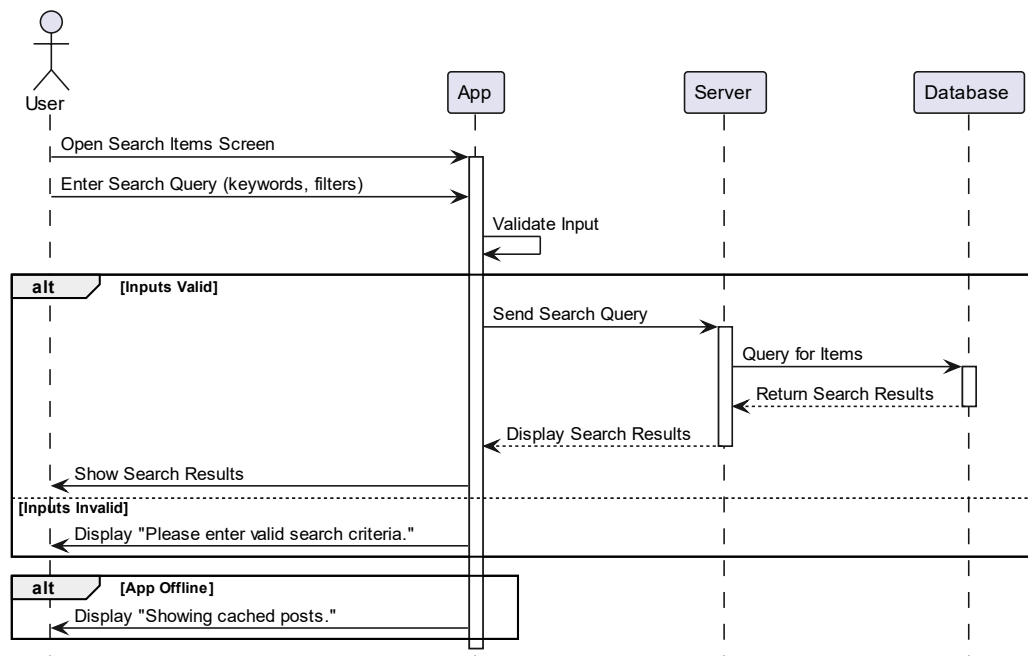 User
App
Server
Database
Open Search Items Screen
Enter Search Query (keywords, filters)
Validate Input
alt [Inputs Valid]
Send Search Query
Query for Items
Return Search Results
Display Search Results
Show Search Results
[Inputs Invalid]
Display "Please enter valid search criteria."
alt [App Offline]
Display "Showing cached posts."